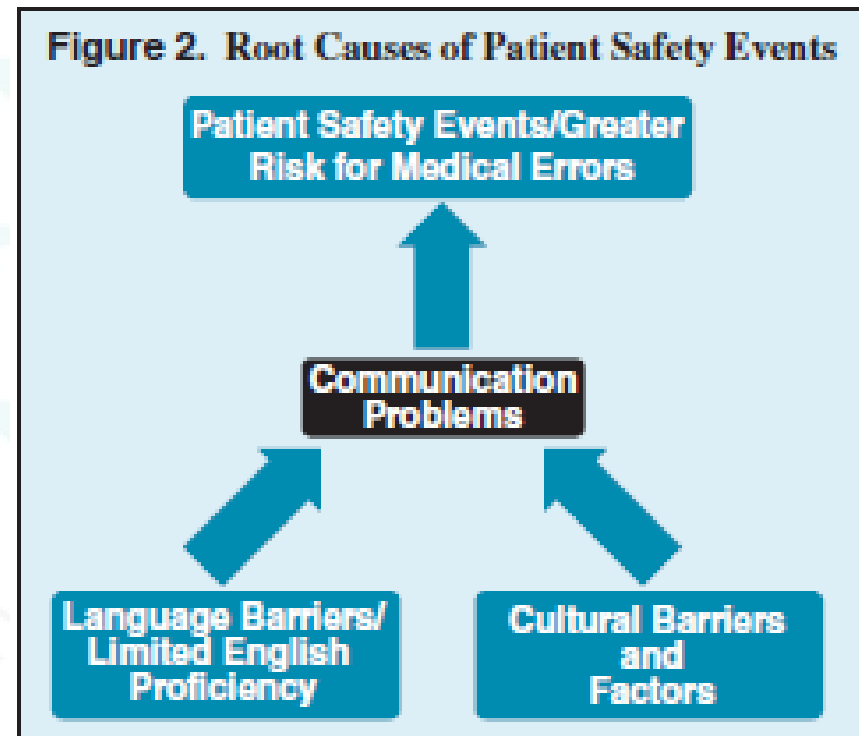 Figure 2. Root Causes of Patient Safety Events
Patient Safety Events/Greater
Risk for Medical Errors
Communication
Problems
Language Barriers/
Limited English
Proficiency
Cultural Barriers
and
Factors